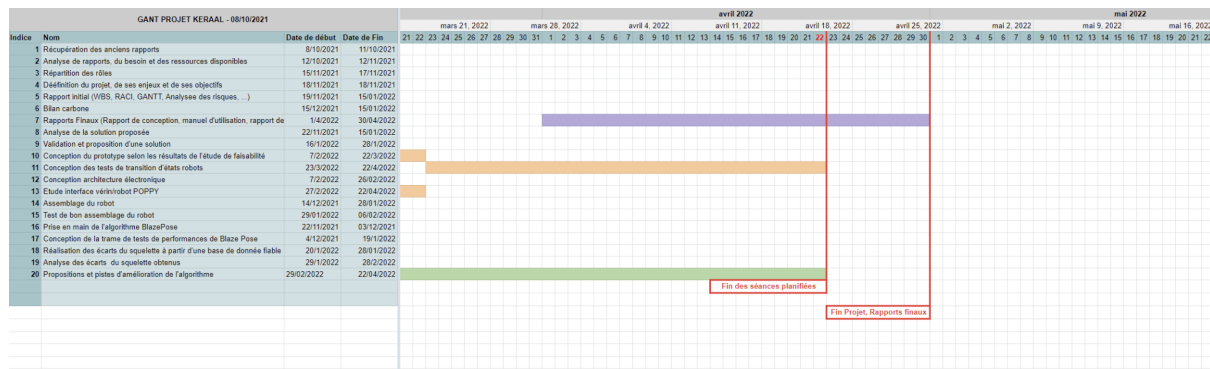 GANT PROJET KERAAL - 08/10/2021
avril 2022 mai 2022
mars 21, 2022 mars 28, 2022 avril 4, 2022 avril 11, 2022 avril 18, 2022 avril 25, 2022 mai 2, 2022 mai 9, 2022 mai 16, 2022
Indice Nom Date de début Date de Fin 21 22 23 24 25 26 27 28 29 30 31 1 2 3 4 5 6 7 8 9 10 11 12 13 14 15 16 17 18 19 20 21 22 23 24 25 26 27 28 29 30 1 2 3 4 5 6 7 8 9 10 11 12 13 14 15 16 17 18 19 20 21 22
1 Récupération des anciens rapports 8/10/2021 11/10/2021
2 Analyse de rapports, du besoin et des ressources disponibles 12/10/2021 12/11/2021
3 Répartition des rôles 15/11/2021 17/11/2021
4 Dééfinition du projet, de ses enjeux et de ses objectifs 18/11/2021 18/11/2021
5 Rapport initial (WBS, RACI, GANTT, Analysee des risques, ...) 19/11/2021 15/01/2022
6 Bilan carbone 15/12/2021 15/01/2022
7 Rapports Finaux (Rapport de conception, manuel d'utilisation, rapport de 1/4/2022 30/04/2022
8 Analyse de la solution proposée 22/11/2021 15/01/2022
9 Validation et proposition d'une solution 16/1/2022 28/1/2022
10 Conception du prototype selon les résultats de l'étude de faisabilité 7/2/2022 22/3/2022
11 Conception des tests de transition d'états robots 23/3/2022 22/4/2022
12 Conception architecture électronique 7/2/2022 26/02/2022
13 Etude interface vérin/robot POPPY 27/2/2022 22/04/2022
14 Assemblage du robot 14/12/2021 28/01/2022
15 Test de bon assemblage du robot 29/01/2022 06/02/2022
16 Prise en main de l'algorithme BlazePose 22/11/2021 03/12/2021
17 Conception de la trame de tests de performances de Blaze Pose 4/12/2021 19/1/2022
18 Réalisation des écarts du squelette à partir d'une base de donnée fiable 20/1/2022 28/01/2022
19 Analyse des écarts du squelette obtenus 29/1/2022 28/2/2022
20 Propositions et pistes d'amélioration de l'algorithme 29/02/2022 22/04/2022
Fin des séances planifiées
Fin Projet, Rapports finaux